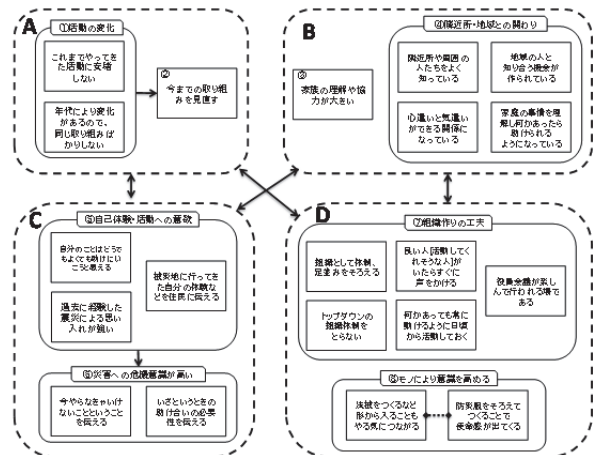 A
①活動の変化
これまでやってき
た活動に安堵
しない
年代により変化
があるので、
同じ取り組みば
かりしない
②
今までの取り組
みを見直す
B
③
家族の理解や協
力が大きい
④隣近所・地域との関わり
隣近所や周囲の
人たちをよく
知っている
地域の人と
知り合う機会が
作られている
心遣いと気遣い
ができる関係に
なっている
家庭の事情を理
解し何かあったら
助けられる
ようになっている
C
⑤自己体験・活動への意欲
自分のことはどうで
もよくても助けにい
こうと思える
過去に経験した
震災による思い
入れが強い
被災地に行ってき
た自分の体験な
どを住民に伝える
⑥災害への危機意識が高い
今やらなきゃいけ
ないことということ
を伝える
いざというときの
助け合いの必要
性を伝える
D
⑦組織作りの工夫
組織として体制、
足並みをそろえる
良い人[活動してく
れそうな人]が
いたらすぐに
声をかける
役員会議が楽し
んで行われる場で
ある
トップダウンの
組織体制を
とらない
何かあっても常に
動けるように日頃
から活動しておく
⑧モノにより意識を高める
法被をつくるなど
形から入ることも
やる気につながる
防災服をそろえて
つくることで
使命感が出てくる